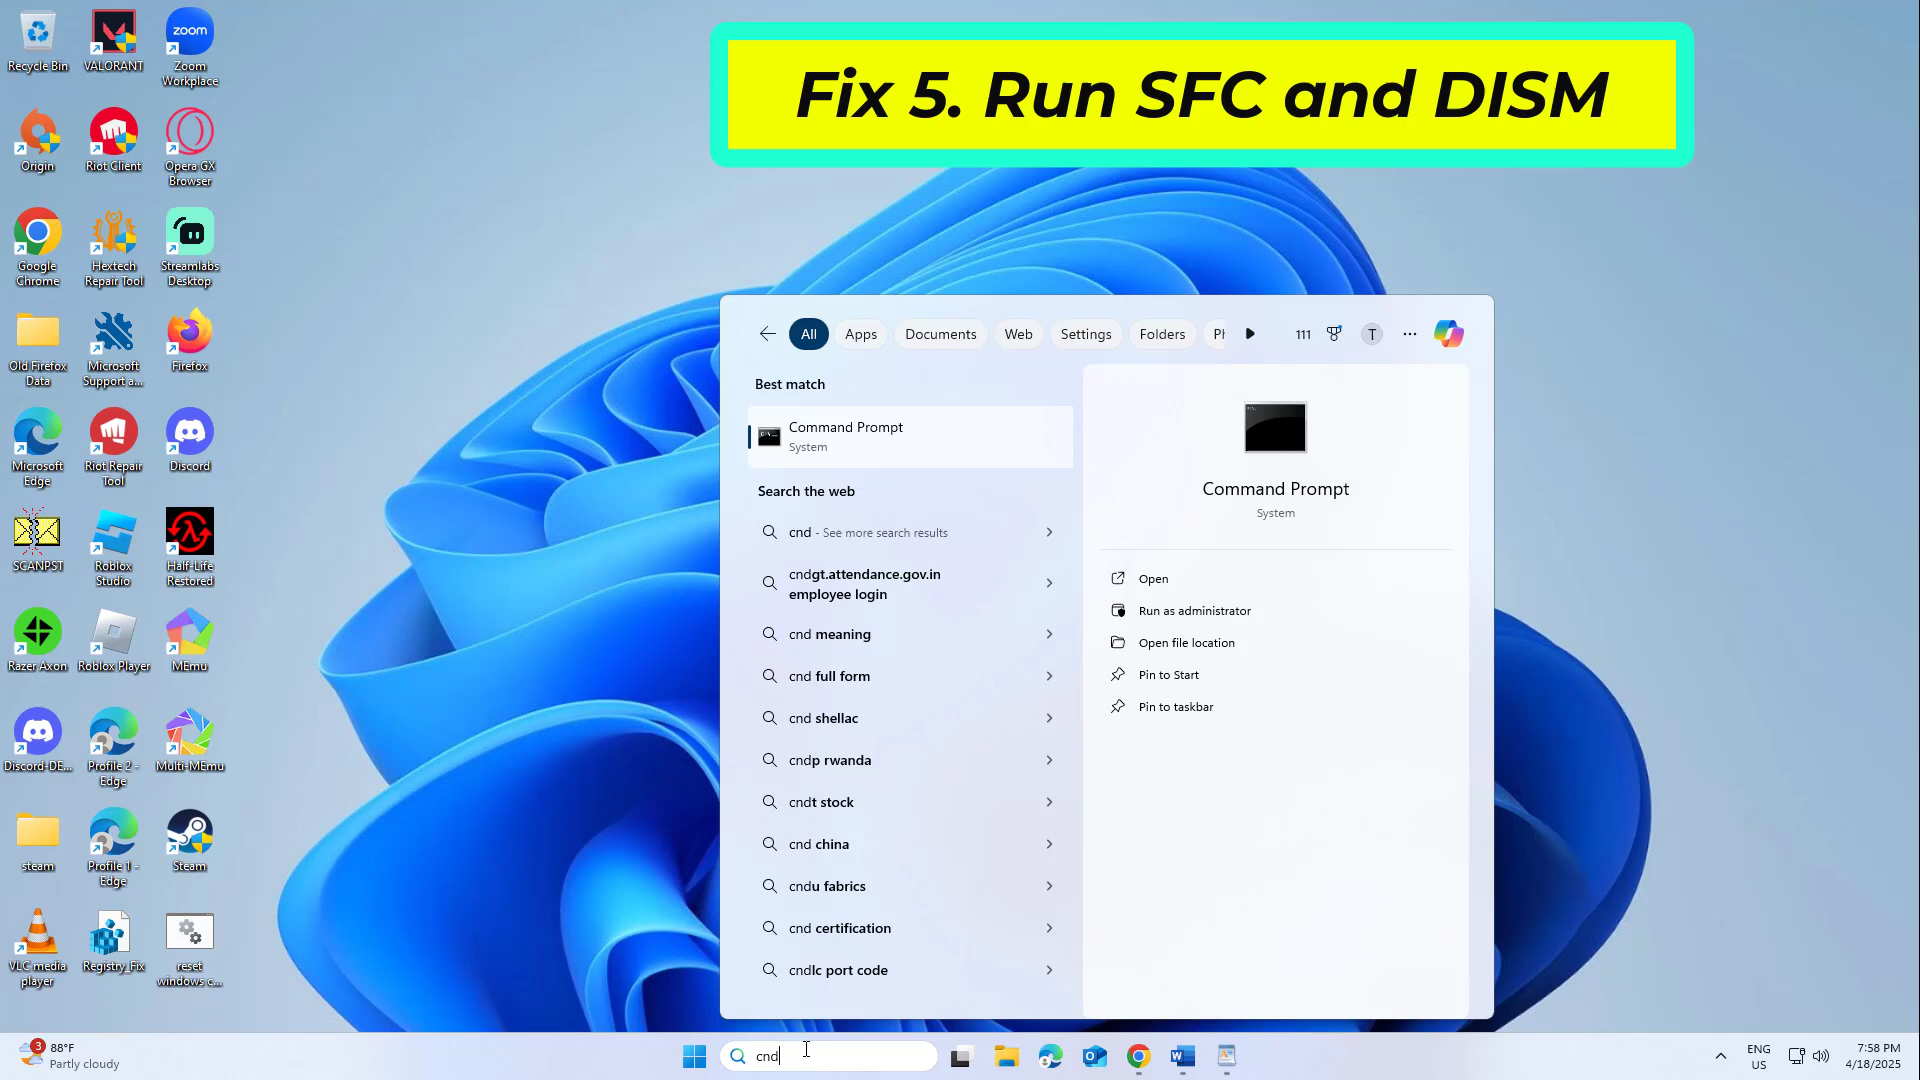 Fix 5. Run SFC and DISM
Recycle Bin
VALORANT
Zoom
Workplace
Origin
Riot Client
Opera GX
Browser
Google
Chrome
Hextech
Repair Tool
Streamlabs
Desktop
Old Firefox
Data
Microsoft
Support a...
Firefox
Microsoft
Edge
Riot Repair
Tool
Discord
SCANPST
Roblox
Studio
Half-Life
Restored
Razer Axon
Roblox Player
MEmu
Discord-DE...
Profile 2 -
Edge
Multi-MEmu
steam
Profile 1 -
Edge
Steam
VLC media
player
Registry_Fix
reset
windows c...
zoom
All
Apps
Documents
Web
Settings
Folders
Ph
111
T
Best match
Command Prompt
System
Search the web
cnd - See more search results
cndgt.attendance.gov.in
employee login
cnd meaning
cnd full form
cnd shellac
cndp rwanda
cndt stock
cnd china
cndu fabrics
cnd certification
cndlc port code
Command Prompt
System
Open
Run as administrator
Open file location
Pin to Start
Pin to taskbar
3
88°F
Partly cloudy
cnd
ENG
US
7:58 PM
4/18/2025